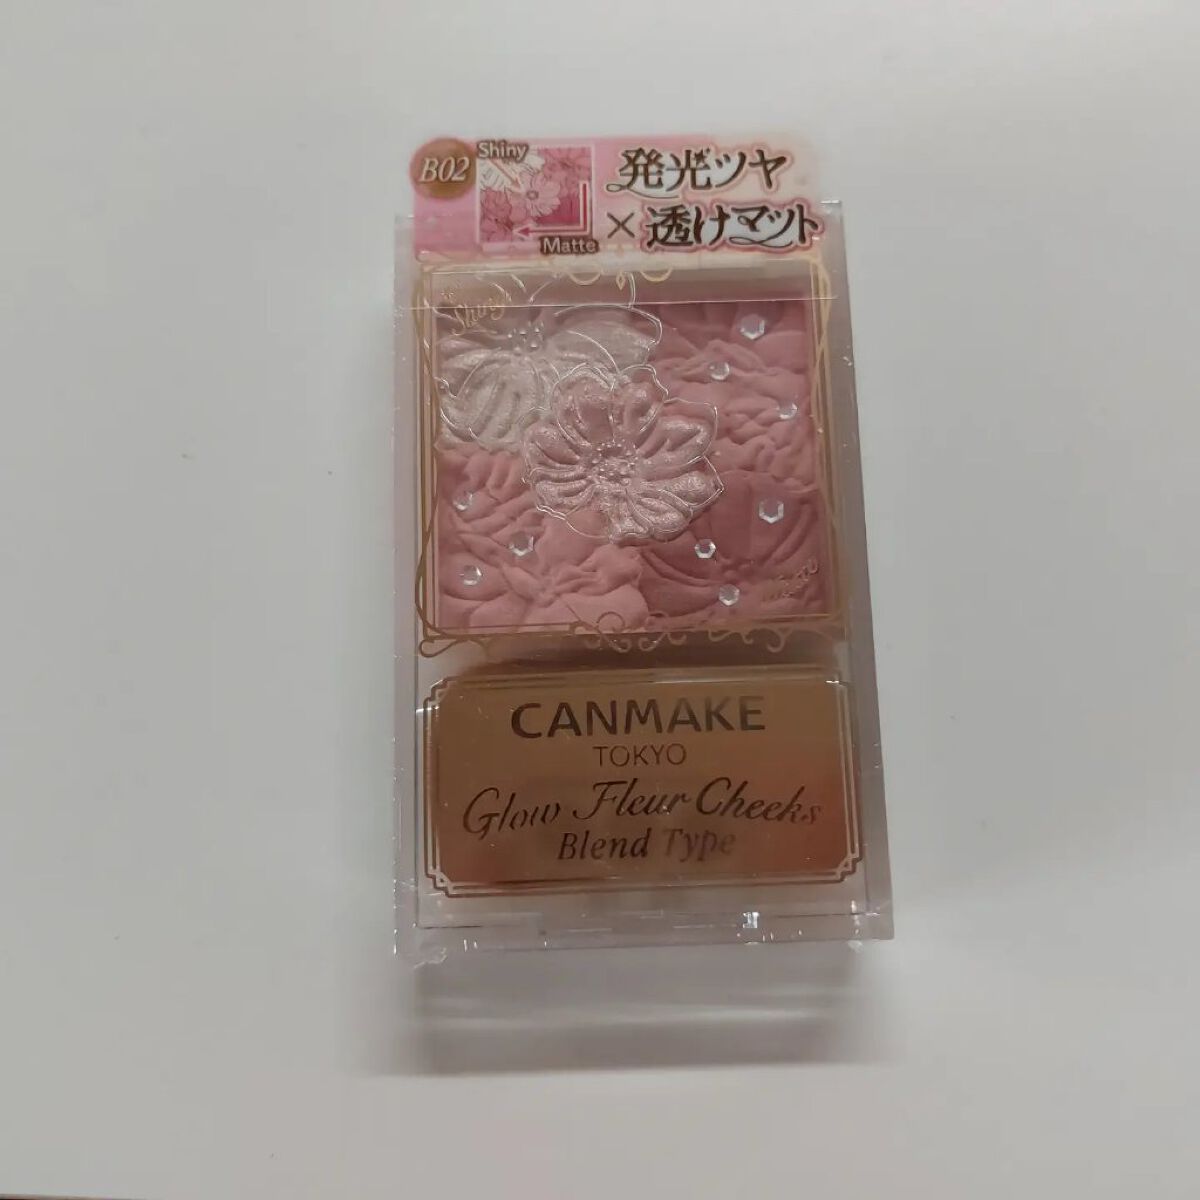 B02
Shiny
Matte
発光ツヤ
×透けマット
Shiny
CANMAKE
TOKYO
Glow Fleur Cheeks
Blend Type